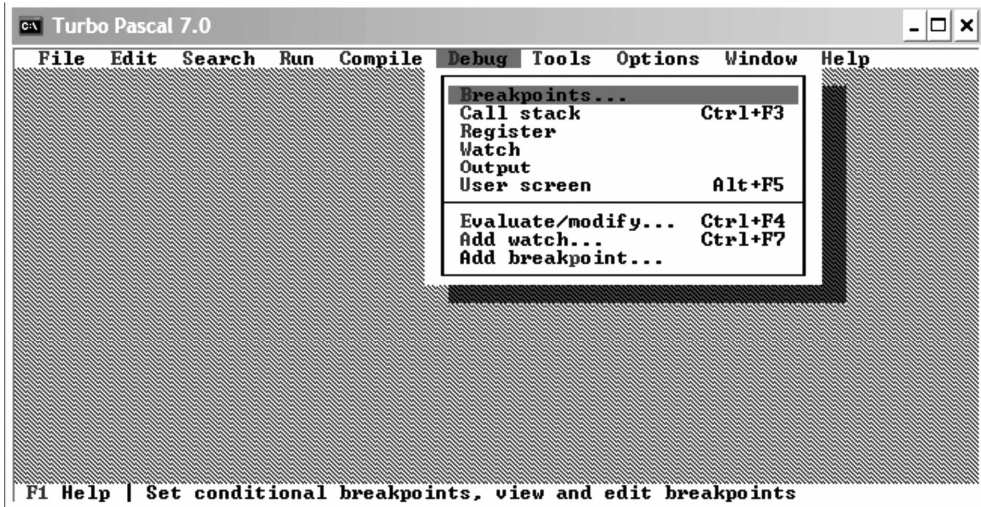 Turbo Pascal 7.0
File Edit Search Run Compile Debug Tools Options Window Help
Breakpoints...
Call stack Ctrl+F3
Register
Watch
Output
User screen Alt+F5
Evaluate/modify... Ctrl+F4
Add watch... Ctrl+F7
Add breakpoint...
F1 Help | Set conditional breakpoints, view and edit breakpoints